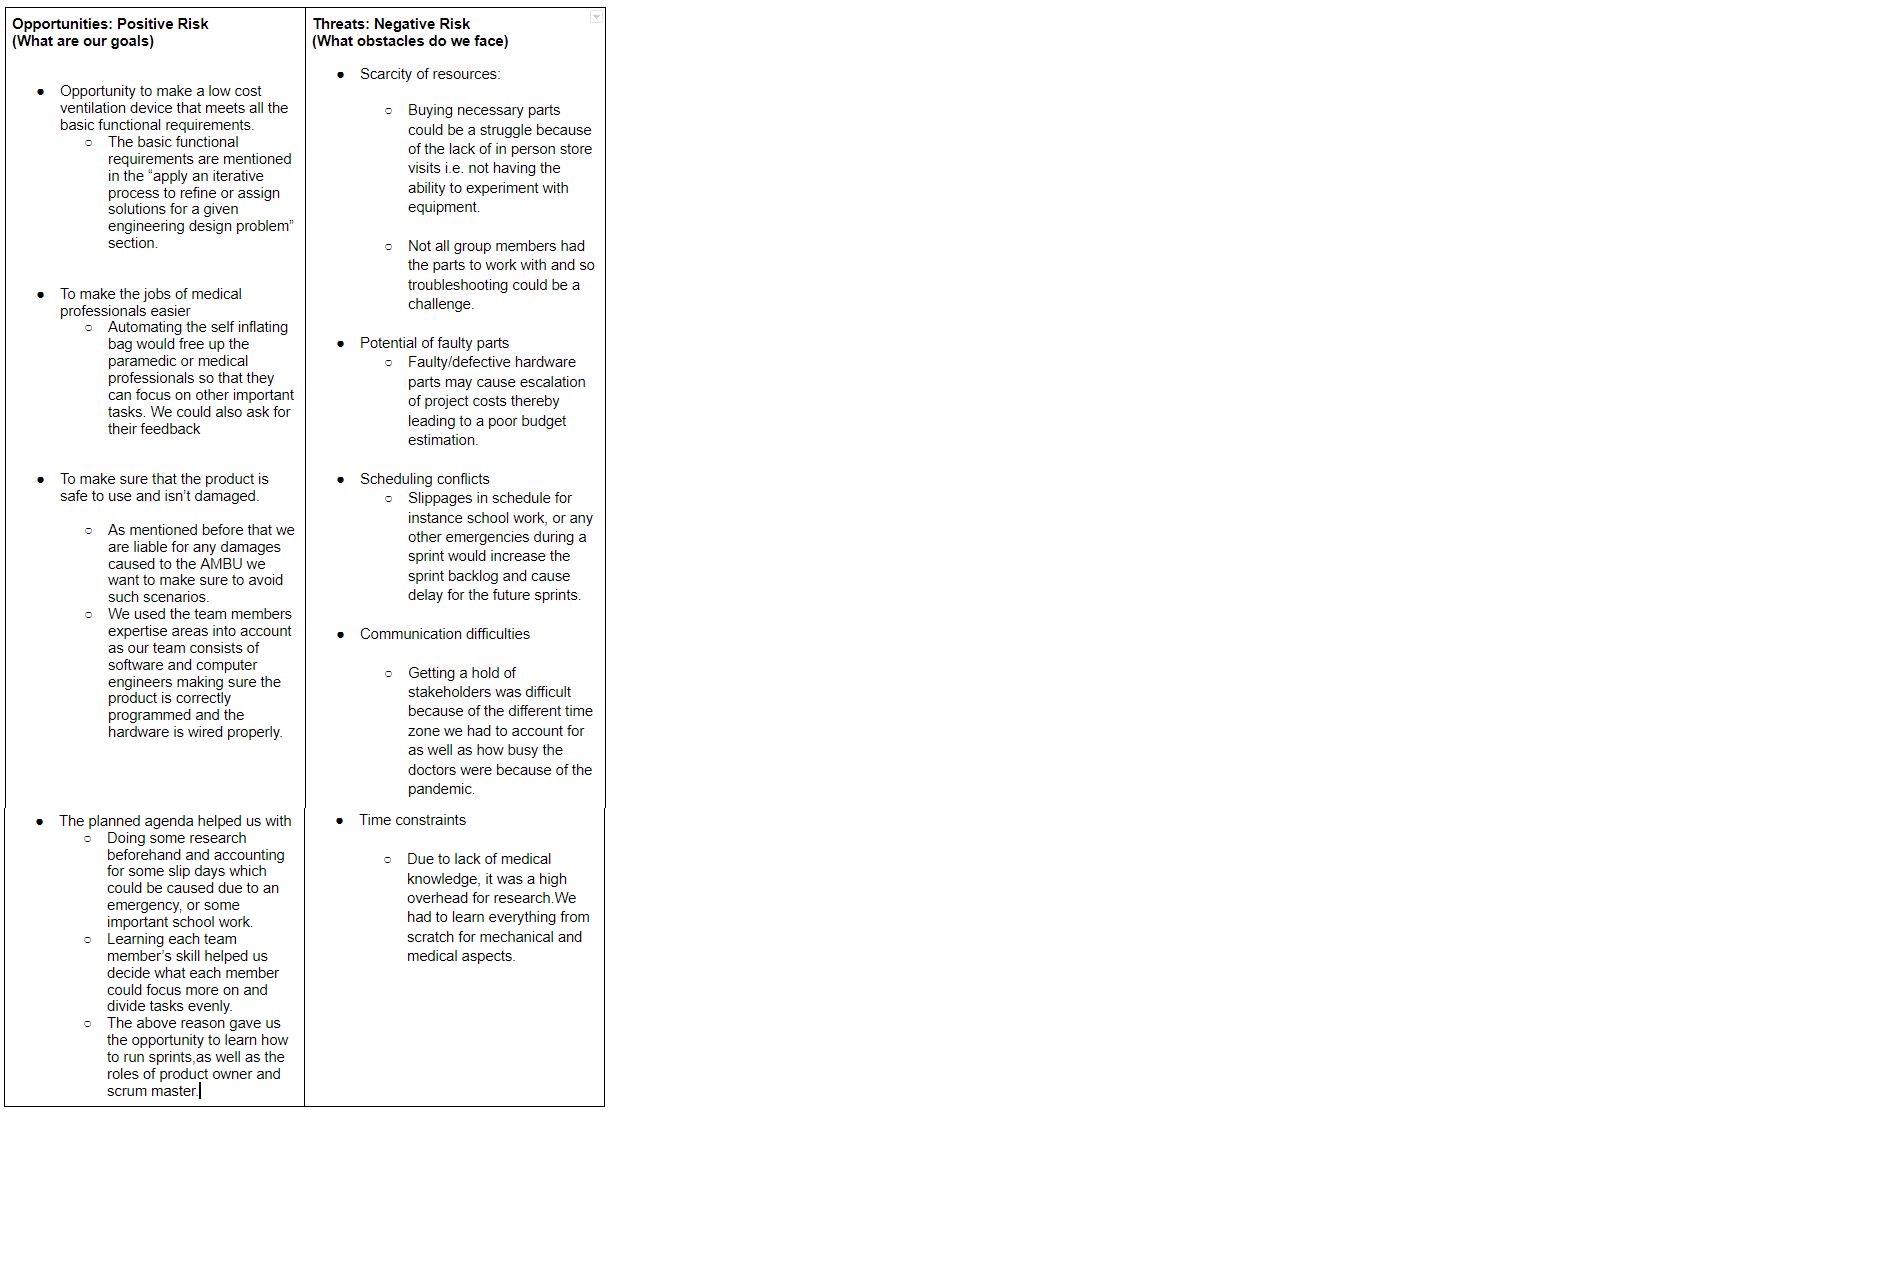 Opportunities: Positive Risk
(What are our goals)
● Opportunity to make a low cost
ventilation device that meets all the
basic functional requirements.
○ The basic functional
requirements are mentioned
in the “apply an iterative
process to refine or assign
solutions for a given
engineering design problem”
section.
● To make the jobs of medical
professionals easier
○ Automating the self inflating
bag would free up the
paramedic or medical
professionals so that they
can focus on other important
tasks. We could also ask for
their feedback
● To make sure that the product is
safe to use and isn’t damaged.
○ As mentioned before that we
are liable for any damages
caused to the AMBU we
want to make sure to avoid
such scenarios.
○ We used the team members
expertise areas into account
as our team consists of
software and computer
engineers making sure the
product is correctly
programmed and the
hardware is wired properly.
● The planned agenda helped us with
○ Doing some research
beforehand and accounting
for some slip days which
could be caused due to an
emergency, or some
important school work.
○ Learning each team
member’s skill helped us
decide what each member
could focus more on and
divide tasks evenly.
○ The above reason gave us
the opportunity to learn how
to run sprints,as well as the
roles of product owner and
scrum master.
Threats: Negative Risk
(What obstacles do we face)
● Scarcity of resources:
○ Buying necessary parts
could be a struggle because
of the lack of in person store
visits i.e. not having the
ability to experiment with
equipment.
○ Not all group members had
the parts to work with and so
troubleshooting could be a
challenge.
● Potential of faulty parts
○ Faulty/defective hardware
parts may cause escalation
of project costs thereby
leading to a poor budget
estimation.
● Scheduling conflicts
○ Slippages in schedule for
instance school work, or any
other emergencies during a
sprint would increase the
sprint backlog and cause
delay for the future sprints.
● Communication difficulties
○ Getting a hold of
stakeholders was difficult
because of the different time
zone we had to account for
as well as how busy the
doctors were because of the
pandemic.
● Time constraints
○ Due to lack of medical
knowledge, it was a high
overhead for research.We
had to learn everything from
scratch for mechanical and
medical aspects.